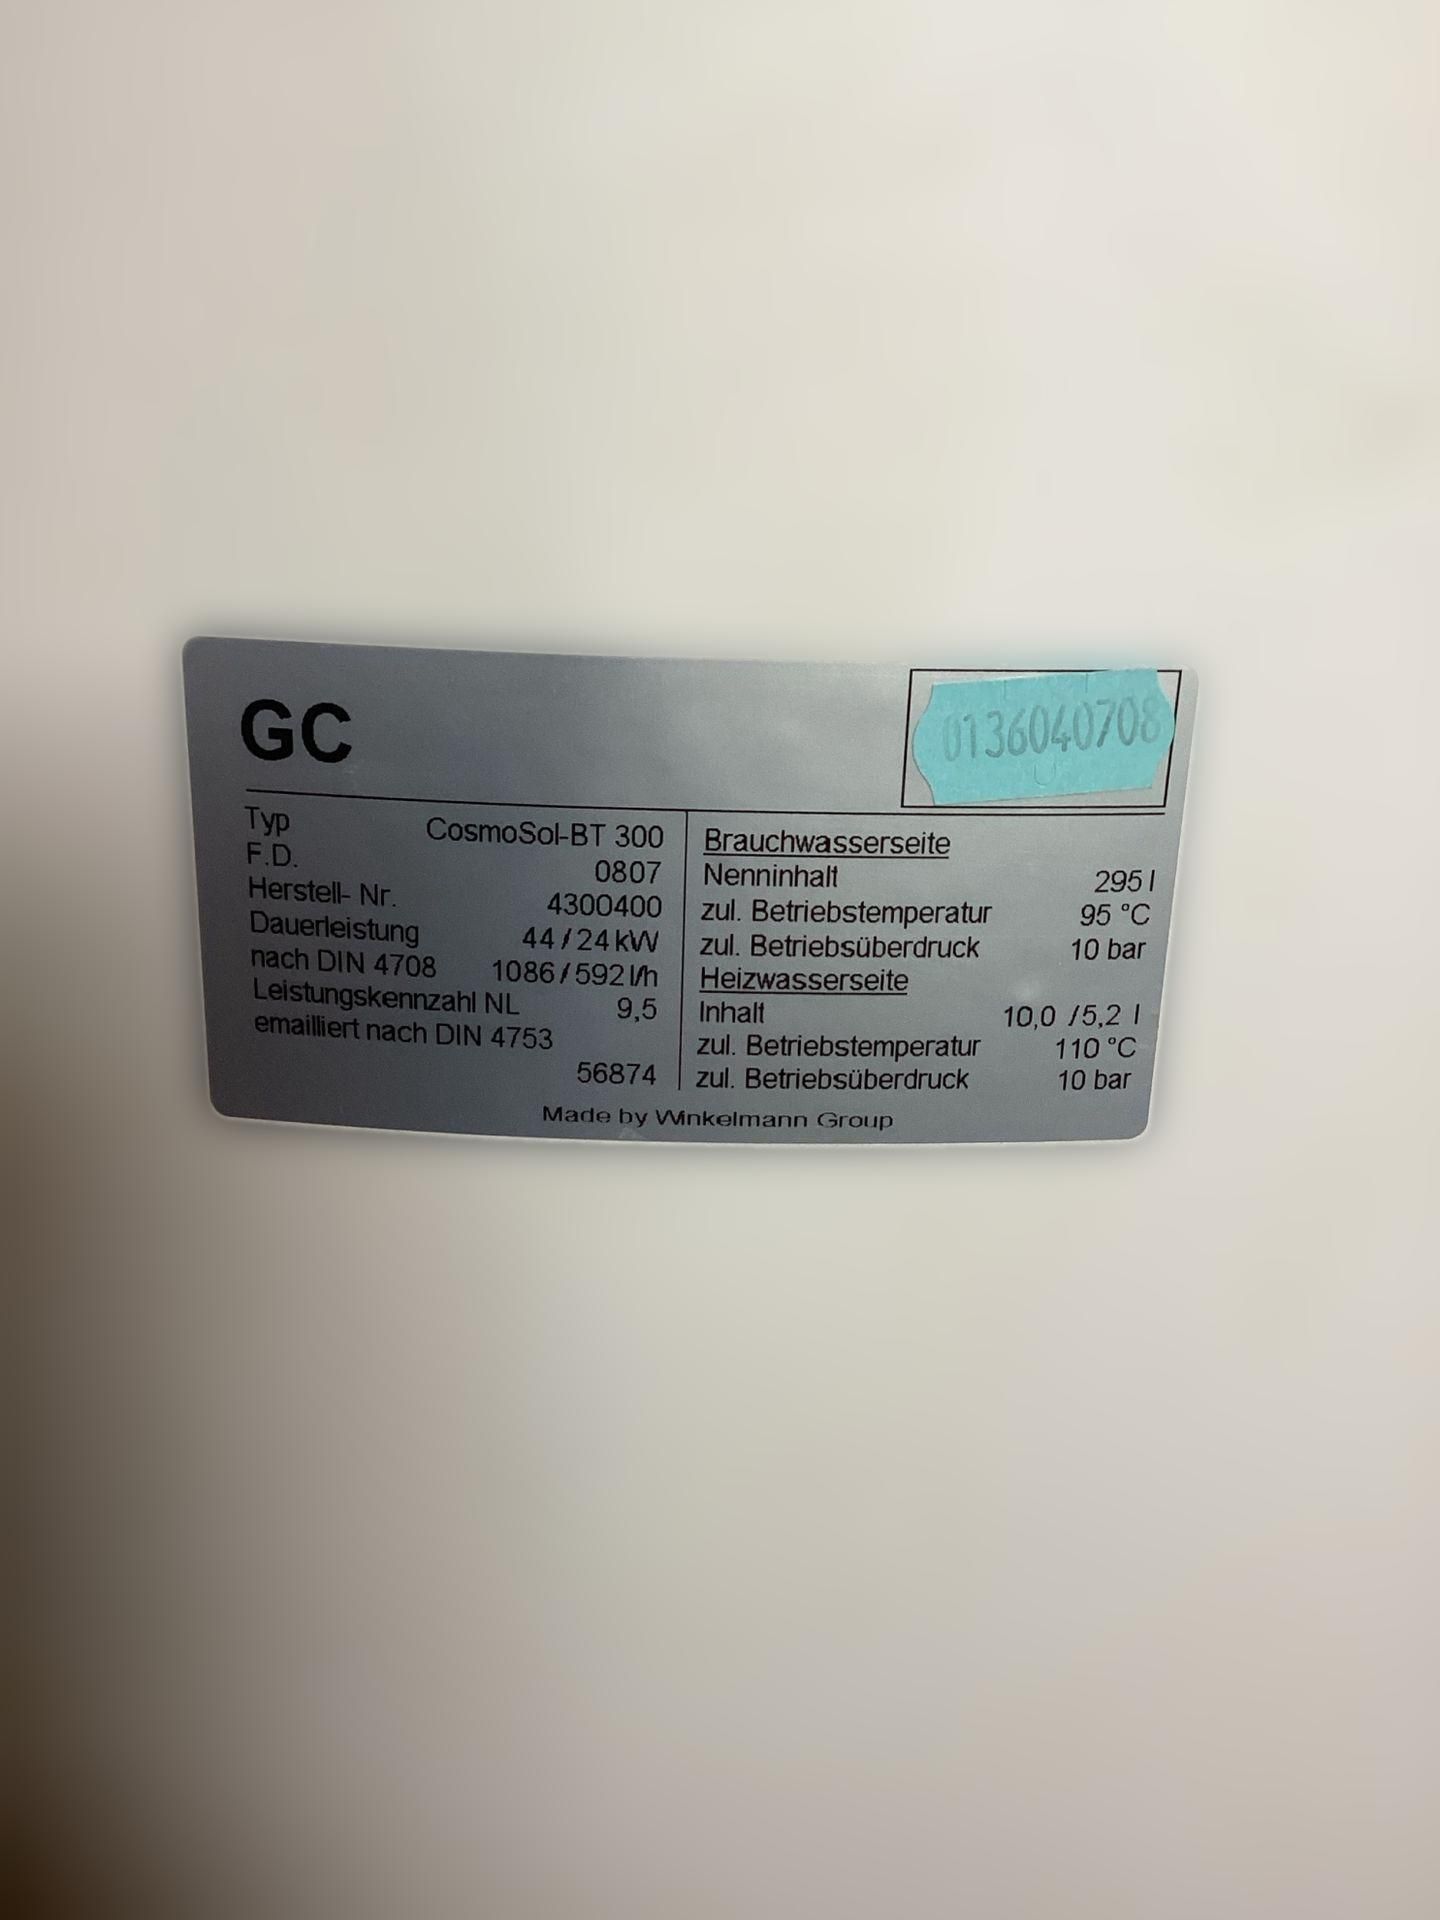 GC
0136040708
Typ CosmoSol-BT 300
F.D. 0807
Herstell- Nr. 4300400
Dauerleistung 44 / 24 kW
nach DIN 4708 1086 / 592 l/h
Leistungskennzahl NL 9,5
emailliert nach DIN 4753
56874
Brauchwasserseite
Nenninhalt 295 l
zul. Betriebstemperatur 95 °C
zul. Betriebsüberdruck 10 bar
Heizwasserseite
Inhalt 10,0 /5,2 l
zul. Betriebstemperatur 110 °C
zul. Betriebsüberdruck 10 bar
Made by Winkelmann Group